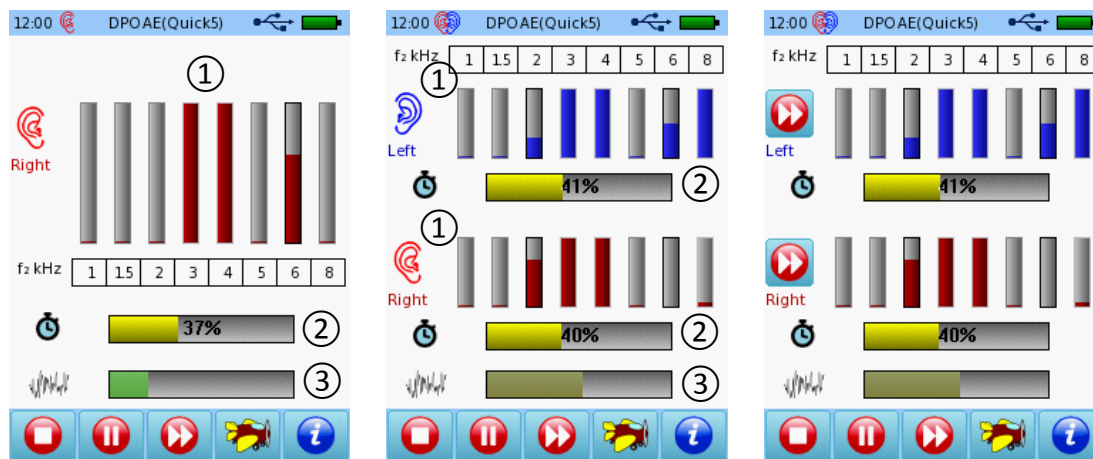 12:00 DPOAE(Quick5)
①
Right
f₂ kHz 1 1.5 2 3 4 5 6 8
37% ②
③
12:00 DPOAE(Quick5)
f₂ kHz 1 1.5 2 3 4 5 6 8
①
Left
41% ②
①
Right
40% ②
③
12:00 DPOAE(Quick5)
f₂ kHz 1 1.5 2 3 4 5 6 8
Left
41%
Right
40%